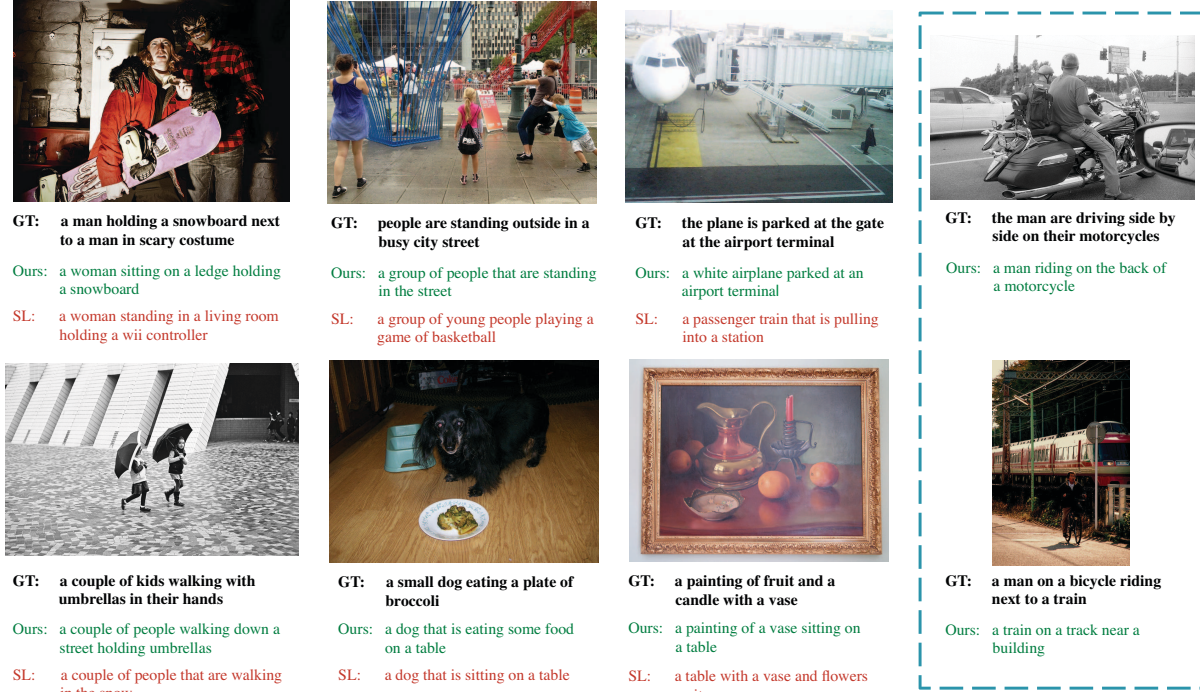 GT: a man holding a snowboard next
to a man in scary costume
Ours: a woman sitting on a ledge holding
a snowboard
SL: a woman standing in a living room
holding a wii controller
GT: people are standing outside in a
busy city street
Ours: a group of people that are standing
in the street
SL: a group of young people playing a
game of basketball
GT: the plane is parked at the gate
at the airport terminal
Ours: a white airplane parked at an
airport terminal
SL: a passenger train that is pulling
into a station
GT: the man are driving side by
side on their motorcycles
Ours: a man riding on the back of
a motorcycle
GT: a couple of kids walking with
umbrellas in their hands
Ours: a couple of people walking down a
street holding umbrellas
SL: a couple of people that are walking
in the snow
GT: a small dog eating a plate of
broccoli
Ours: a dog that is eating some food
on a table
SL: a dog that is sitting on a table
GT: a painting of fruit and a
candle with a vase
Ours: a painting of a vase sitting on
a table
SL: a table with a vase and flowers
GT: a man on a bicycle riding
next to a train
Ours: a train on a track near a
building